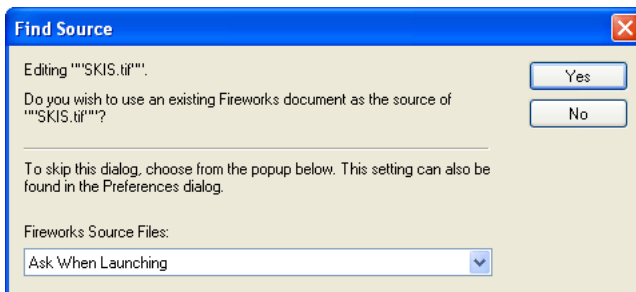 Find Source
Editing ""'SKIS.tif""'.
Yes
Do you wish to use an existing Fireworks document as the source of
""'SKIS.tif""'?
No
To skip this dialog, choose from the popup below. This setting can also be
found in the Preferences dialog.
Fireworks Source Files:
Ask When Launching